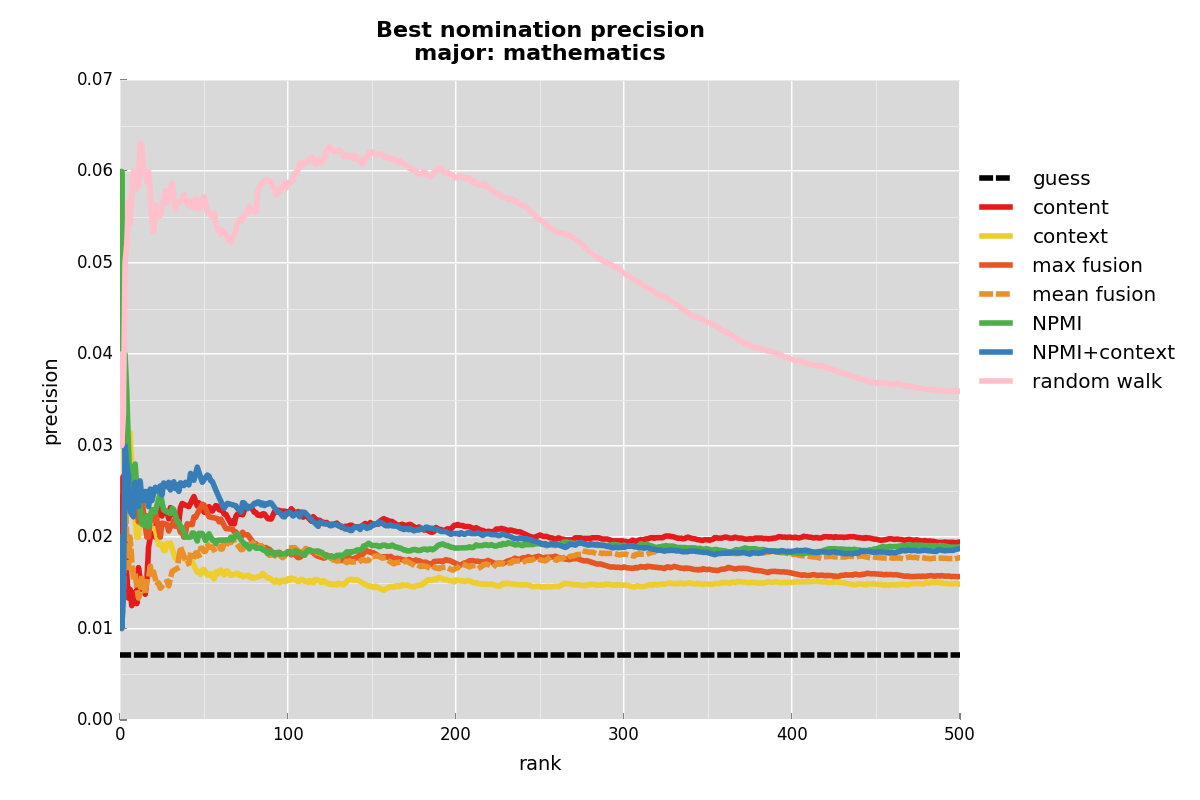 Best nomination precision
major: mathematics
0.07
0.06
0.05
0.04
0.03
0.02
0.01
0.00
precision
0
100
200
300
400
500
rank
guess
content
context
max fusion
mean fusion
NPMI
NPMI+context
random walk